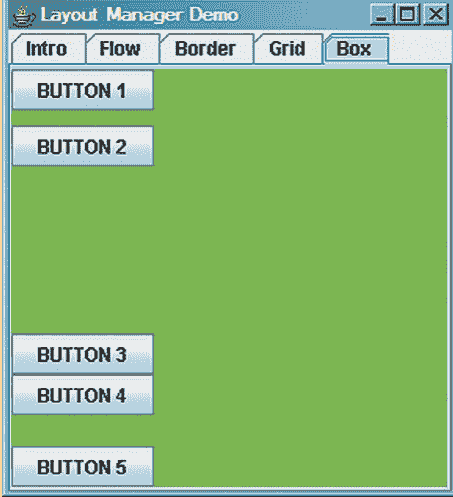 Layout Manager Demo
Intro Flow Border Grid Box
BUTTON 1
BUTTON 2
BUTTON 3
BUTTON 4
BUTTON 5